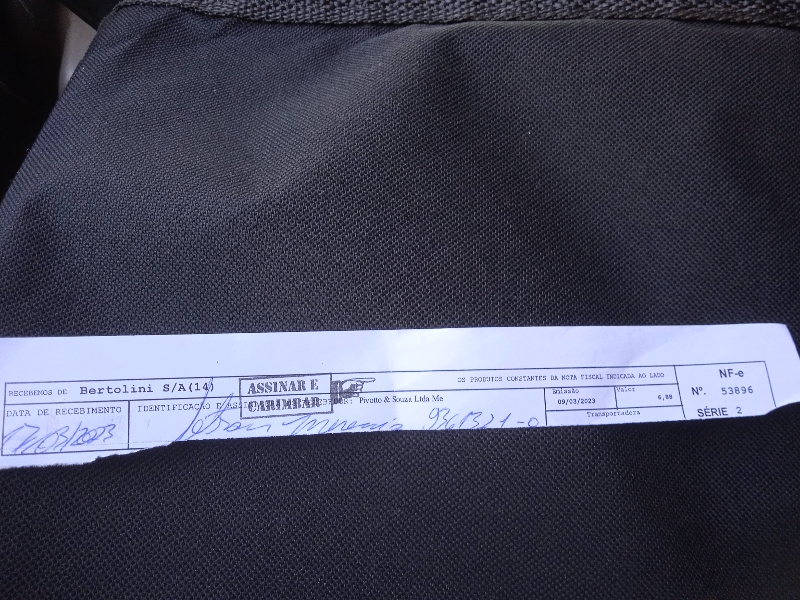 RECEBEMOS DE Bertolini S/A(14) OS PRODUTOS CONSTANTES DA NOTA FISCAL INDICADA AO LADO
ASSINAR E
CARIMBAR
DATA DE RECEBIMENTO
17/03/2023
IDENTIFICAÇÃO E
Pivotto & Souza Ltda Me
Emissão
09/03/2023
Valor
6,88
Transportadora
NF-e
Nº. 53896
SÉRIE 2